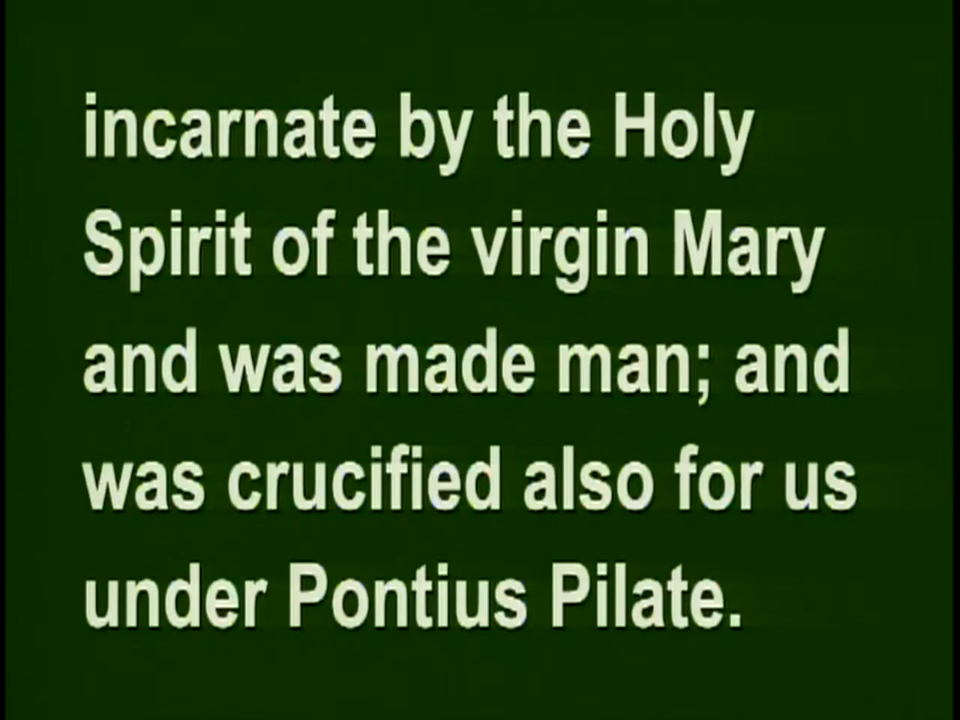 incarnate by the Holy
Spirit of the virgin Mary
and was made man; and
was crucified also for us
under Pontius Pilate.